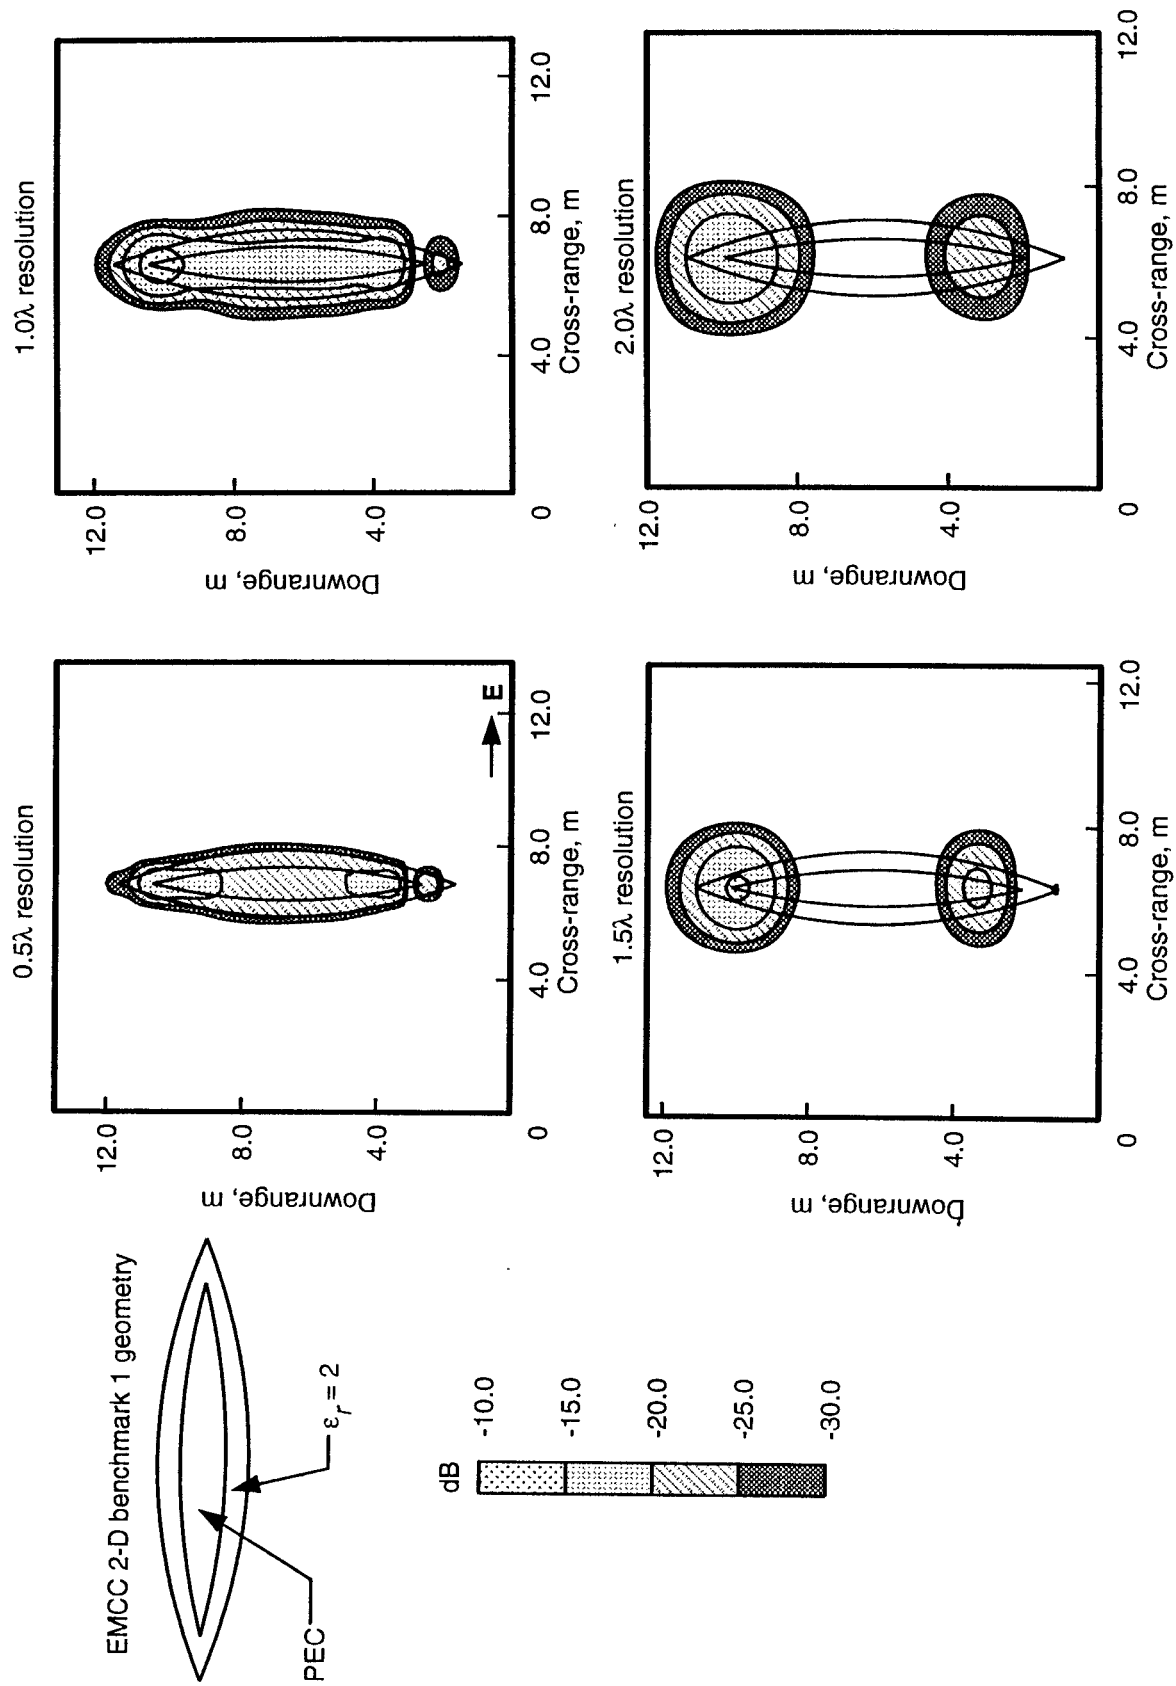 EMCC 2-D benchmark 1 geometry
PEC
εr = 2
dB
-10.0
-15.0
-20.0
-25.0
-30.0
0.5λ resolution
12.0
8.0
4.0
Downrange, m
0
4.0
8.0
12.0
Cross-range, m
E
1.0λ resolution
12.0
8.0
4.0
Downrange, m
0
4.0
8.0
12.0
Cross-range, m
1.5λ resolution
12.0
8.0
4.0
Downrange, m
0
4.0
8.0
12.0
Cross-range, m
2.0λ resolution
12.0
8.0
4.0
Downrange, m
0
4.0
8.0
12.0
Cross-range, m